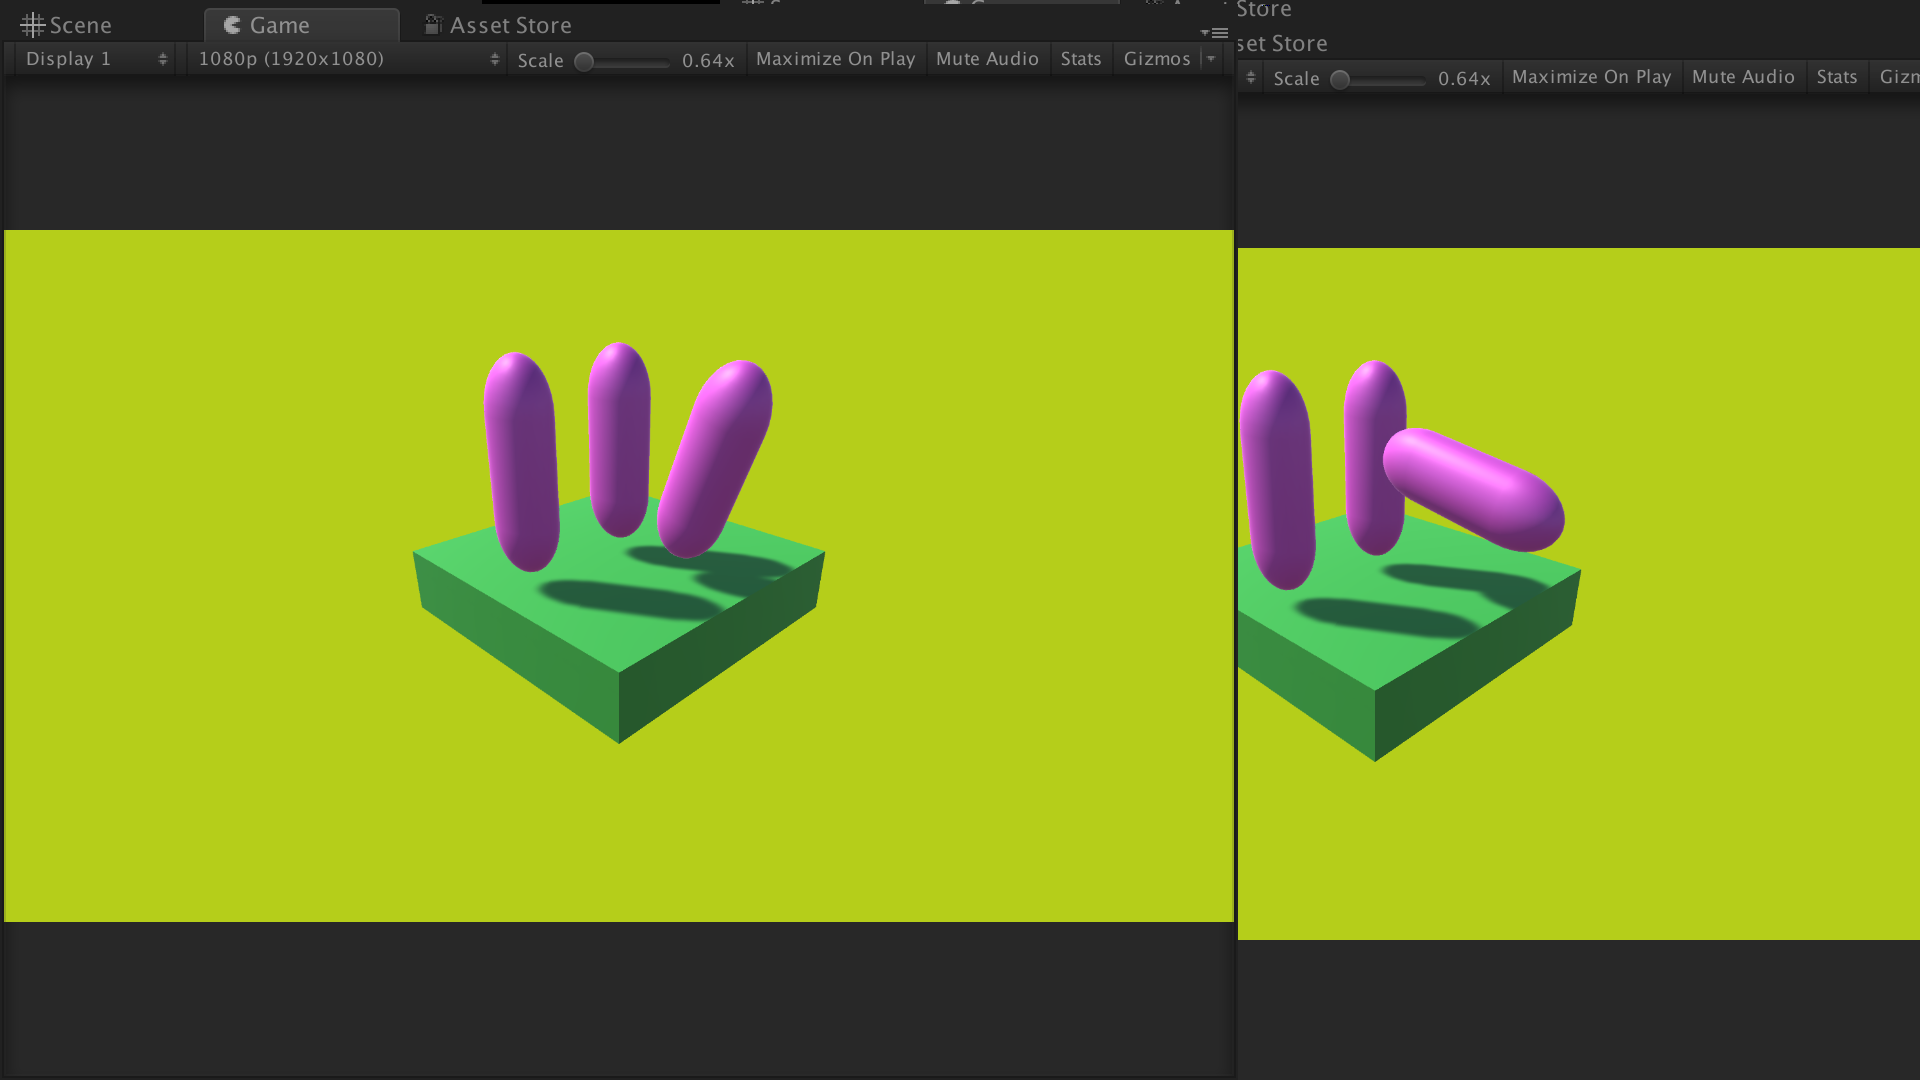 Store
Scene Game Asset Store
set Store
Display 1 1080p (1920x1080) Scale 0.64x Maximize On Play Mute Audio Stats Gizmos
Scale 0.64x Maximize On Play Mute Audio Stats